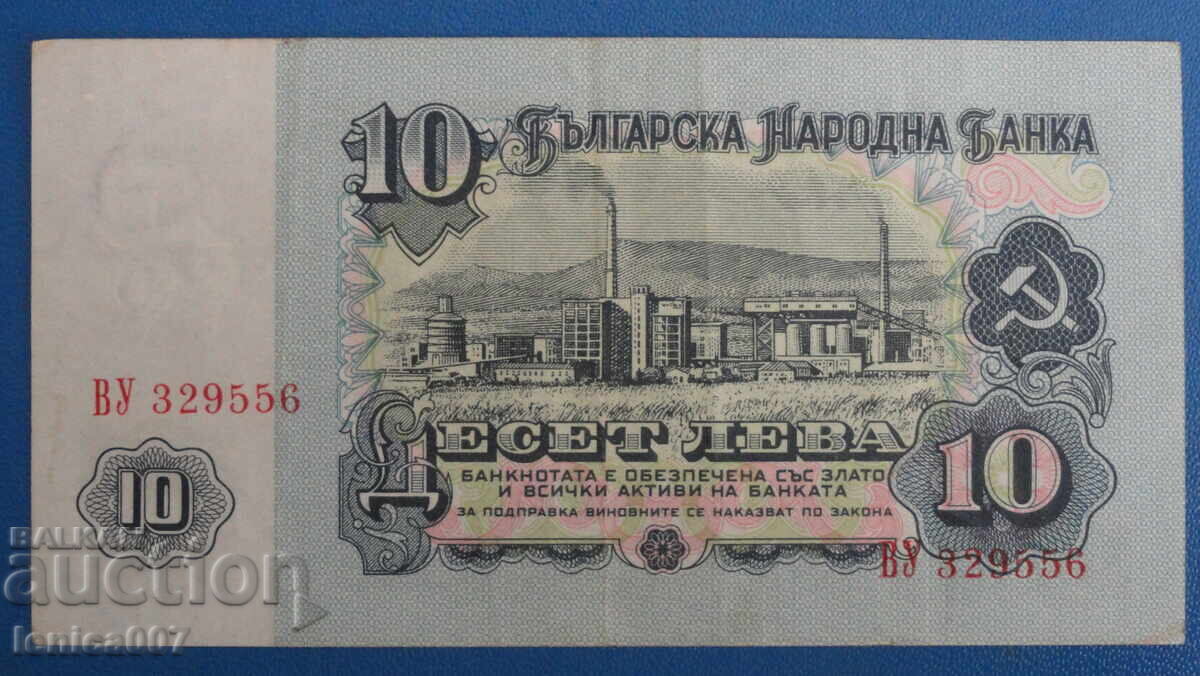 10 БЪЛГАРСКА НАРОДНА БАНКА
ВУ 329556
ДЕСЕТ ЛЕВА
10
БАНКНОТАТА Е ОБЕЗПЕЧЕНА СЪС ЗЛАТО
И ВСИЧКИ АКТИВИ НА БАНКАТА
ЗА ПОДПРАВКА ВИНОВНИТЕ СЕ НАКАЗВАТ ПО ЗАКОНА
10
ВУ 329556
BALKAN
auction
lenica007